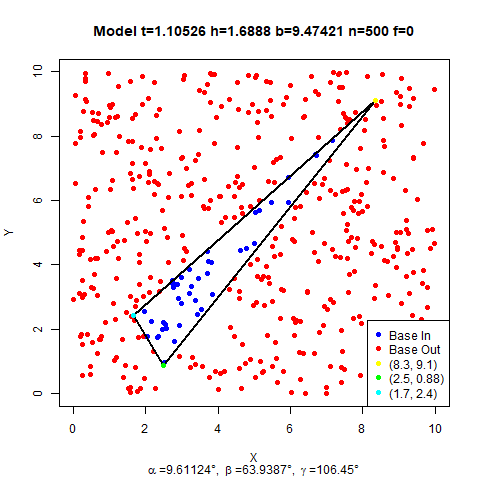 Model t=1.10526 h=1.6888 b=9.47421 n=500 f=0
10
8
6
4
2
0
Y
Base In
Base Out
(8.3, 9.1)
(2.5, 0.88)
(1.7, 2.4)
0 2 4 6 8 10
X
α =9.61124°, β =63.9387°, γ =106.45°